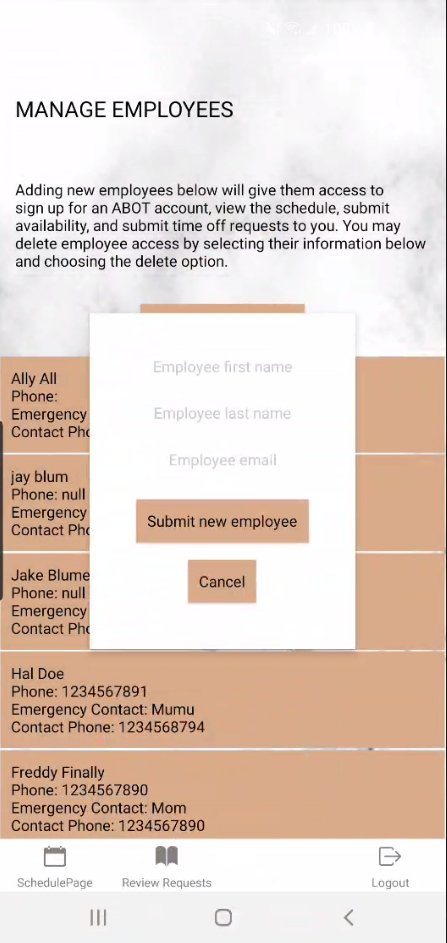 MANAGE EMPLOYEES
Adding new employees below will give them access to
sign up for an ABOT account, view the schedule, submit
availability, and submit time off requests to you. You may
delete employee access by selecting their information below
and choosing the delete option.
Employee first name
Employee last name
Employee email
Submit new employee
Cancel
Ally All
Phone:
Emergency
Contact Pho
jay blum
Phone: null
Emergency
Contact Pho
Jake Blume
Phone: null
Emergency
Contact Pho
Hal Doe
Phone: 1234567891
Emergency Contact: Mumu
Contact Phone: 1234568794
Freddy Finally
Phone: 1234567890
Emergency Contact: Mom
Contact Phone: 1234567890
SchedulePage
Review Requests
Logout